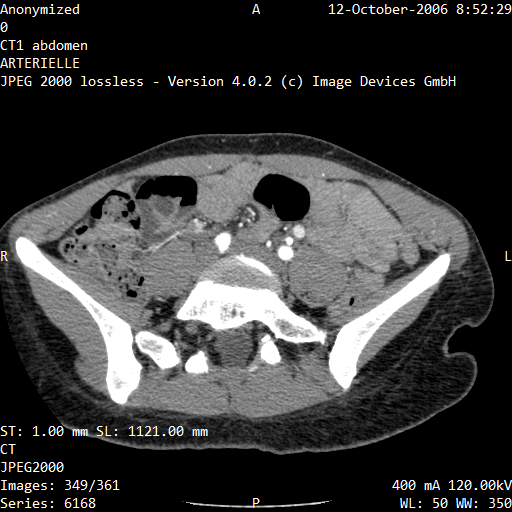 Anonymized
A
12-October-2006 8:52:29
0
CT1 abdomen
ARTERIELLE
JPEG 2000 lossless - Version 4.0.2 (c) Image Devices GmbH
R
L
ST: 1.00 mm SL: 1121.00 mm
CT
JPEG2000
Images: 349/361
400 mA 120.00kV
Series: 6168
P
WL: 50 WW: 350